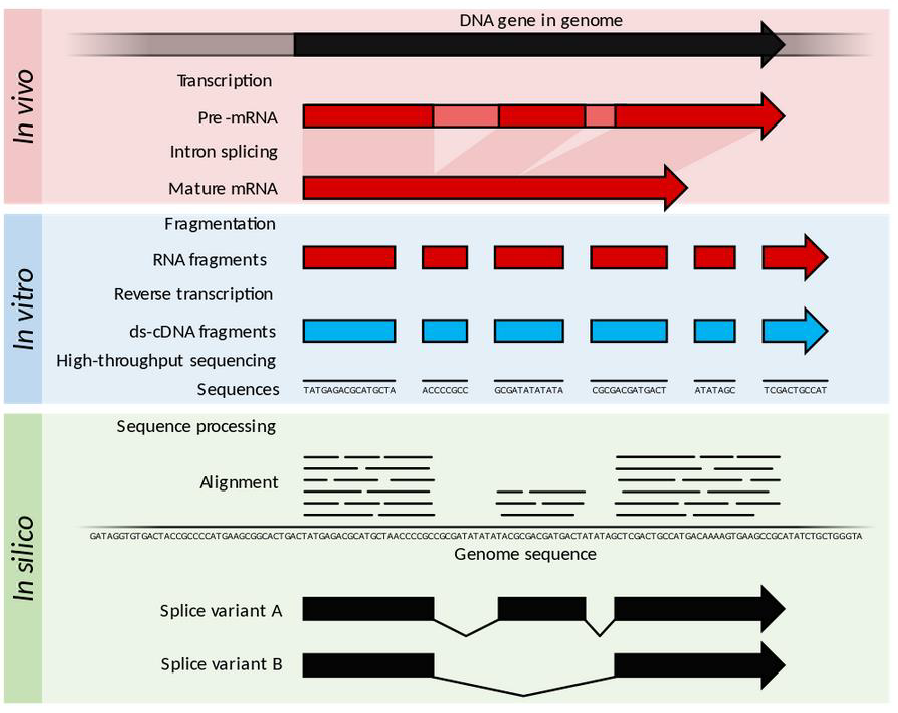 DNA gene in genome
Transcription
Pre-mRNA
Intron splicing
Mature mRNA
In vivo
Fragmentation
RNA fragments
Reverse transcription
ds-cDNA fragments
High-throughput sequencing
Sequences
TATGAGACGCATGCTA ACCCCGCC GCGATATATATA CGCGACGATGACT ATATAGC TCGACTGCCAT
In vitro
Sequence processing
Alignment
GATAGGTGTGACTACCGCCCCATGAAGCGGCACTGACTATGAGACGCATGCTAACCCCGCCGCGATATATATACGCGACGATGACTATATAGCTCGACTGCCATGACAAAAGTGAAGCCGCATATCTGCTGGGTA
Genome sequence
Splice variant A
Splice variant B
In silico